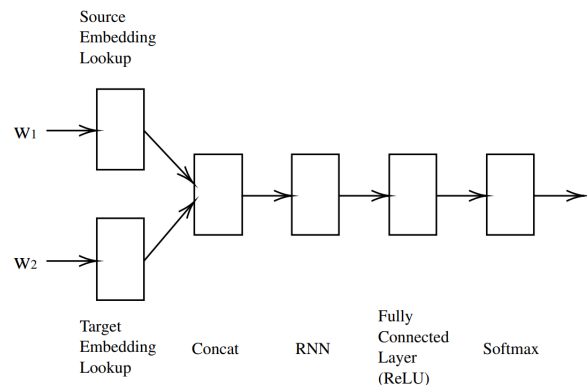 Source
Embedding
Lookup
w1
w2
Target
Embedding
Lookup
Concat
RNN
Fully
Connected
Layer
(ReLU)
Softmax